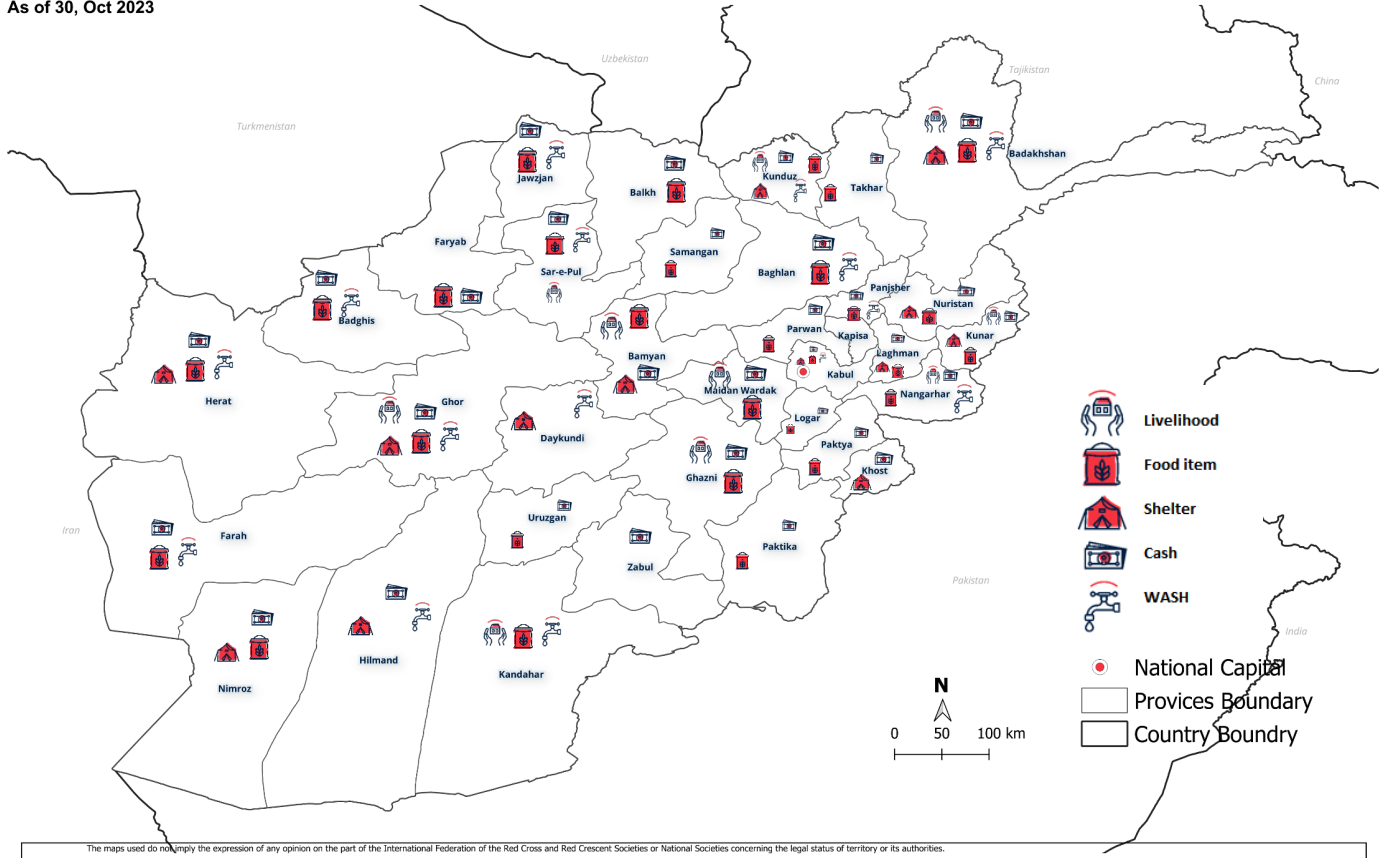 As of 30, Oct 2023
Uzbekistan
Tajikistan
China
Turkmenistan
Badakhshan
Jawzjan
Kunduz
Balkh
Takhar
Faryab
Samangan
Sar-e-Pul
Baghlan
Panjsher
Nuristan
Badghis
Parwan
Kapisa
Kunar
Bamyan
Laghman
Kabul
Maidan Wardak
Nangarhar
Herat
Ghor
Logar
Daykundi
Paktya
Khost
Ghazni
Uruzgan
Iran
Farah
Paktika
Zabul
Pakistan
Hilmand
Kandahar
Nimroz
India
Livelihood
Food item
Shelter
Cash
WASH
National Capital
Provices Boundary
Country Boundry
N
0 50 100 km
The maps used do not imply the expression of any opinion on the part of the International Federation of the Red Cross and Red Crescent Societies or National Societies concerning the legal status of territory or its authorities.